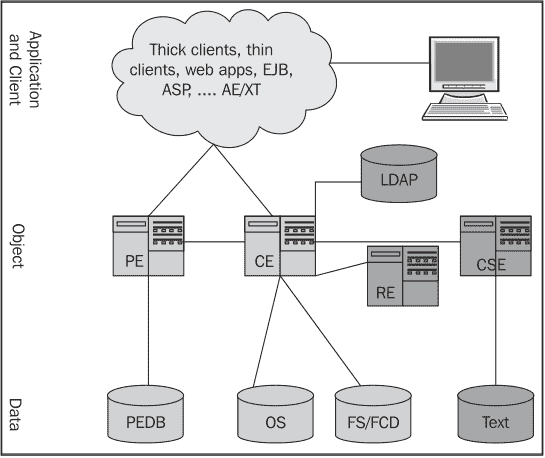 Application
and Client
Thick clients, thin
clients, web apps, EJB,
ASP, .... AE/XT
LDAP
Object
PE
CE
RE
CSE
Data
PEDB
OS
FS/FCD
Text